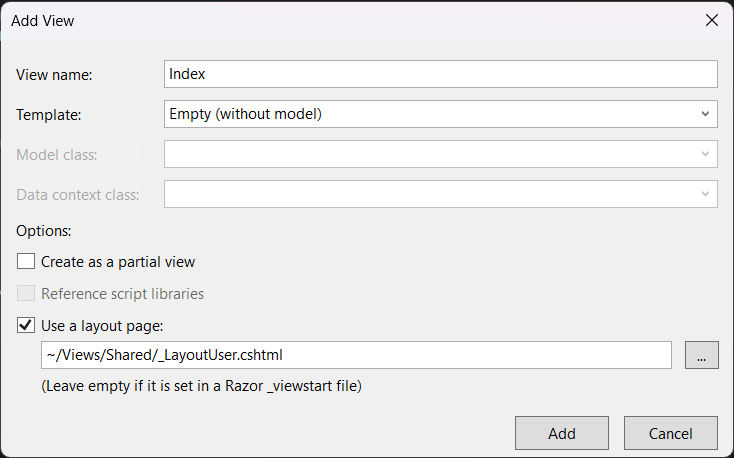 Add View
View name: Index
Template: Empty (without model)
Model class:
Data context class:
Options:
Create as a partial view
Reference script libraries
Use a layout page:
~/Views/Shared/_LayoutUser.cshtml ...
(Leave empty if it is set in a Razor _viewstart file)
Add Cancel